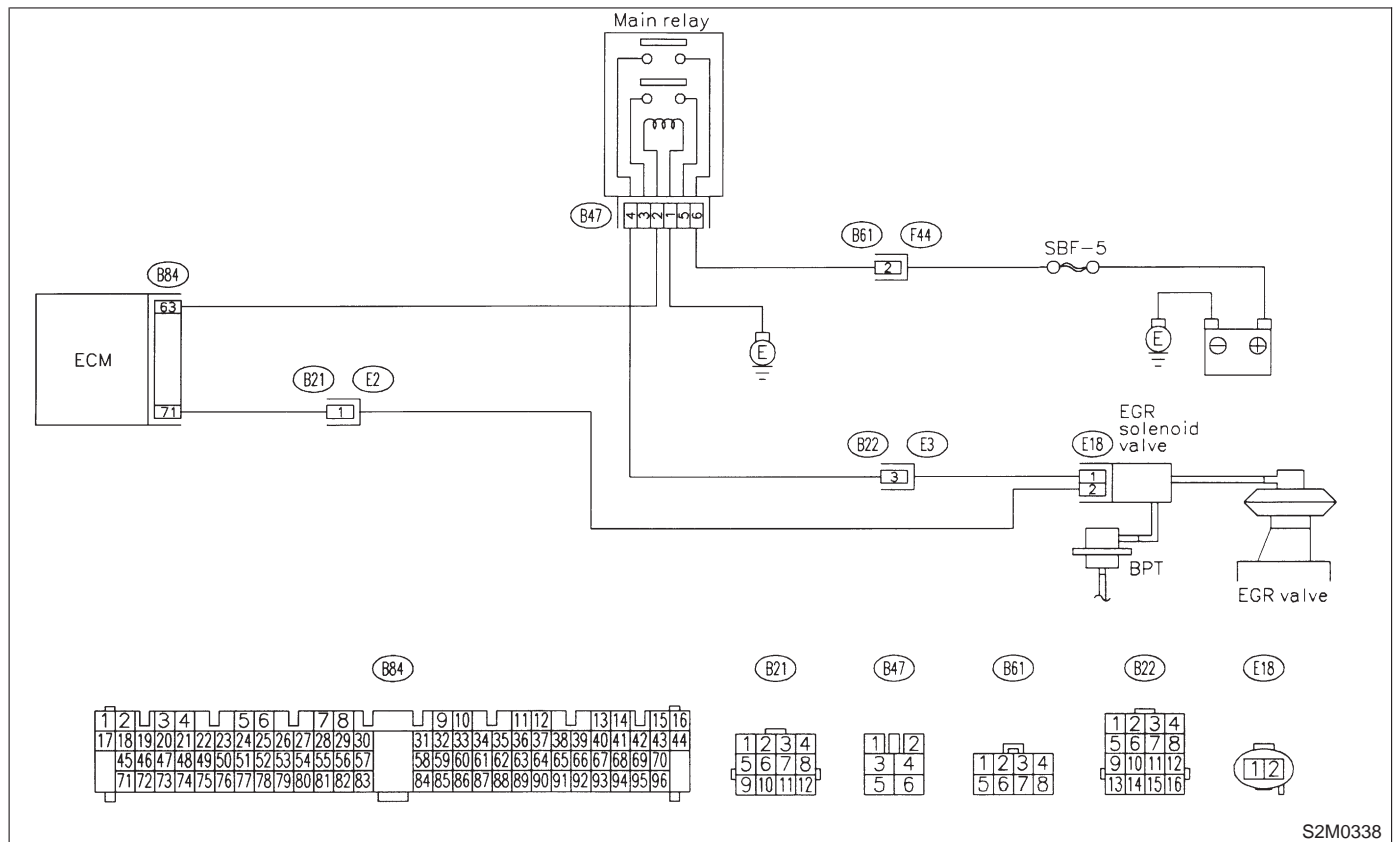 Main relay
B47
4 3 2 1 5 6
B61 F44
2
SBF-5
B84
63
ECM
E
E
⊖ ⊕
B21 E2
71
1
EGR
solenoid
valve
B22 E3
E18
3
1
2
BPT
EGR valve
B84 B21 B47 B61 B22 E18
1 2 3 4 5 6 7 8 9 10 11 12 13 14 15 16
17 18 19 20 21 22 23 24 25 26 27 28 29 30 31 32 33 34 35 36 37 38 39 40 41 42 43 44
45 46 47 48 49 50 51 52 53 54 55 56 57 58 59 60 61 62 63 64 65 66 67 68 69 70
71 72 73 74 75 76 77 78 79 80 81 82 83 84 85 86 87 88 89 90 91 92 93 94 95 96
1 2 3 4
5 6 7 8
9 10 11 12
1 2
3 4
5 6
1 2 3 4
5 6 7 8
1 2 3 4
5 6 7 8
9 10 11 12
13 14 15 16
1 2
S2M0338